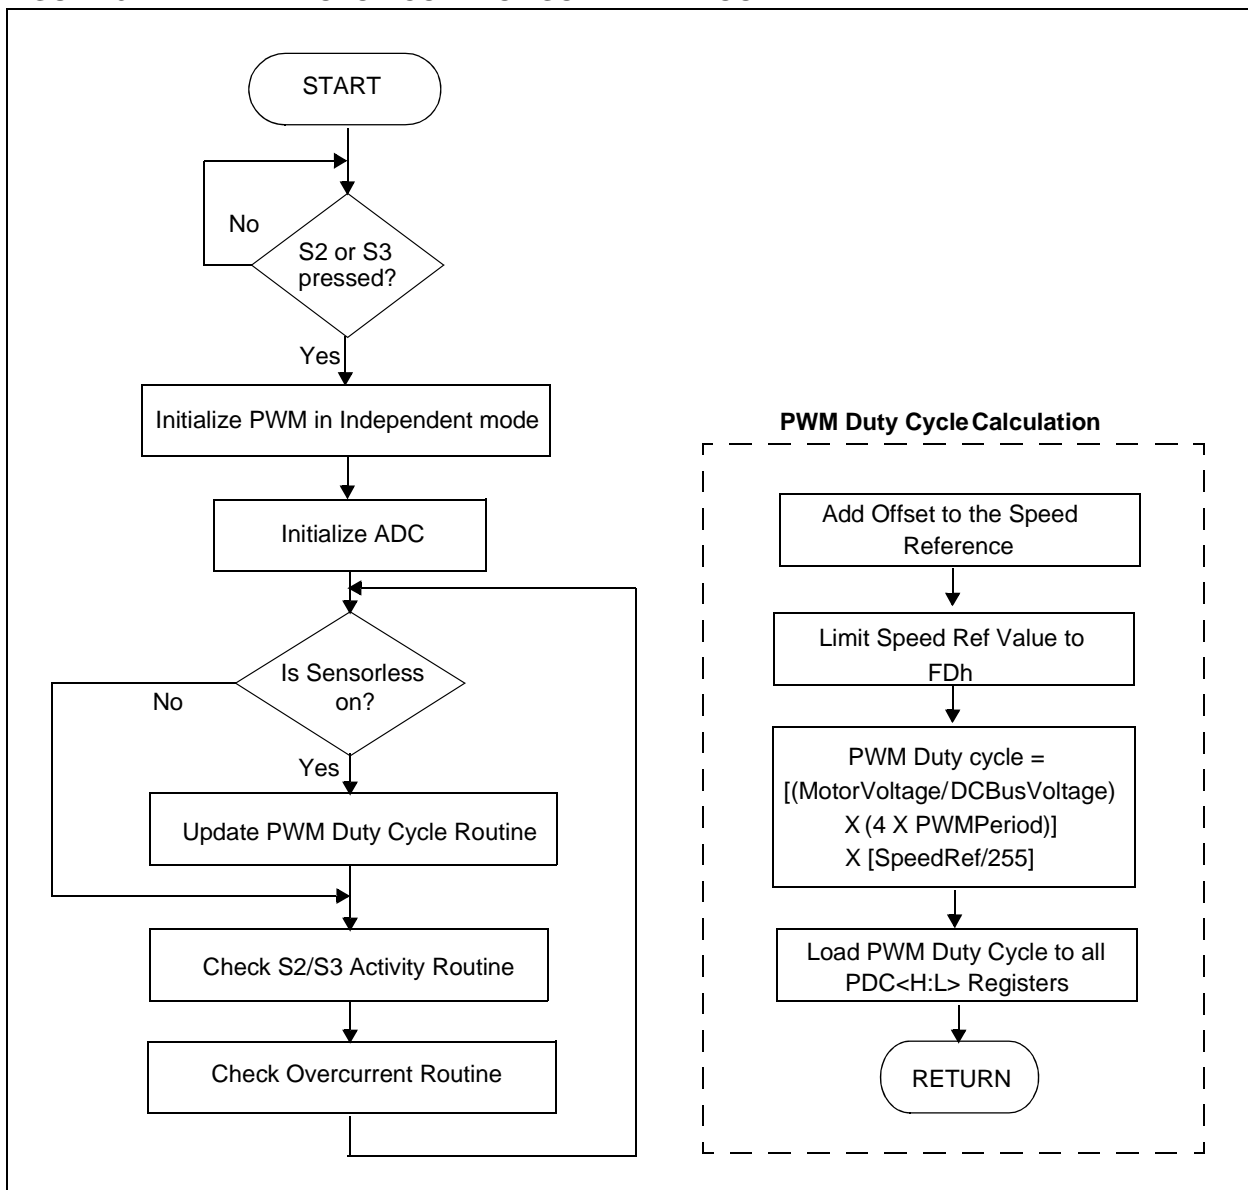 START
No
S2 or S3
pressed?
Yes
Initialize PWM in Independent mode
Initialize ADC
Is Sensorless
on?
No
Yes
Update PWM Duty Cycle Routine
Check S2/S3 Activity Routine
Check Overcurrent Routine
PWM Duty Cycle Calculation
Add Offset to the Speed
Reference
Limit Speed Ref Value to
FDh
PWM Duty cycle =
[(MotorVoltage/DCBusVoltage)
X (4 X PWMPeriod)]
X [SpeedRef/255]
Load PWM Duty Cycle to all
PDC<H:L> Registers
RETURN